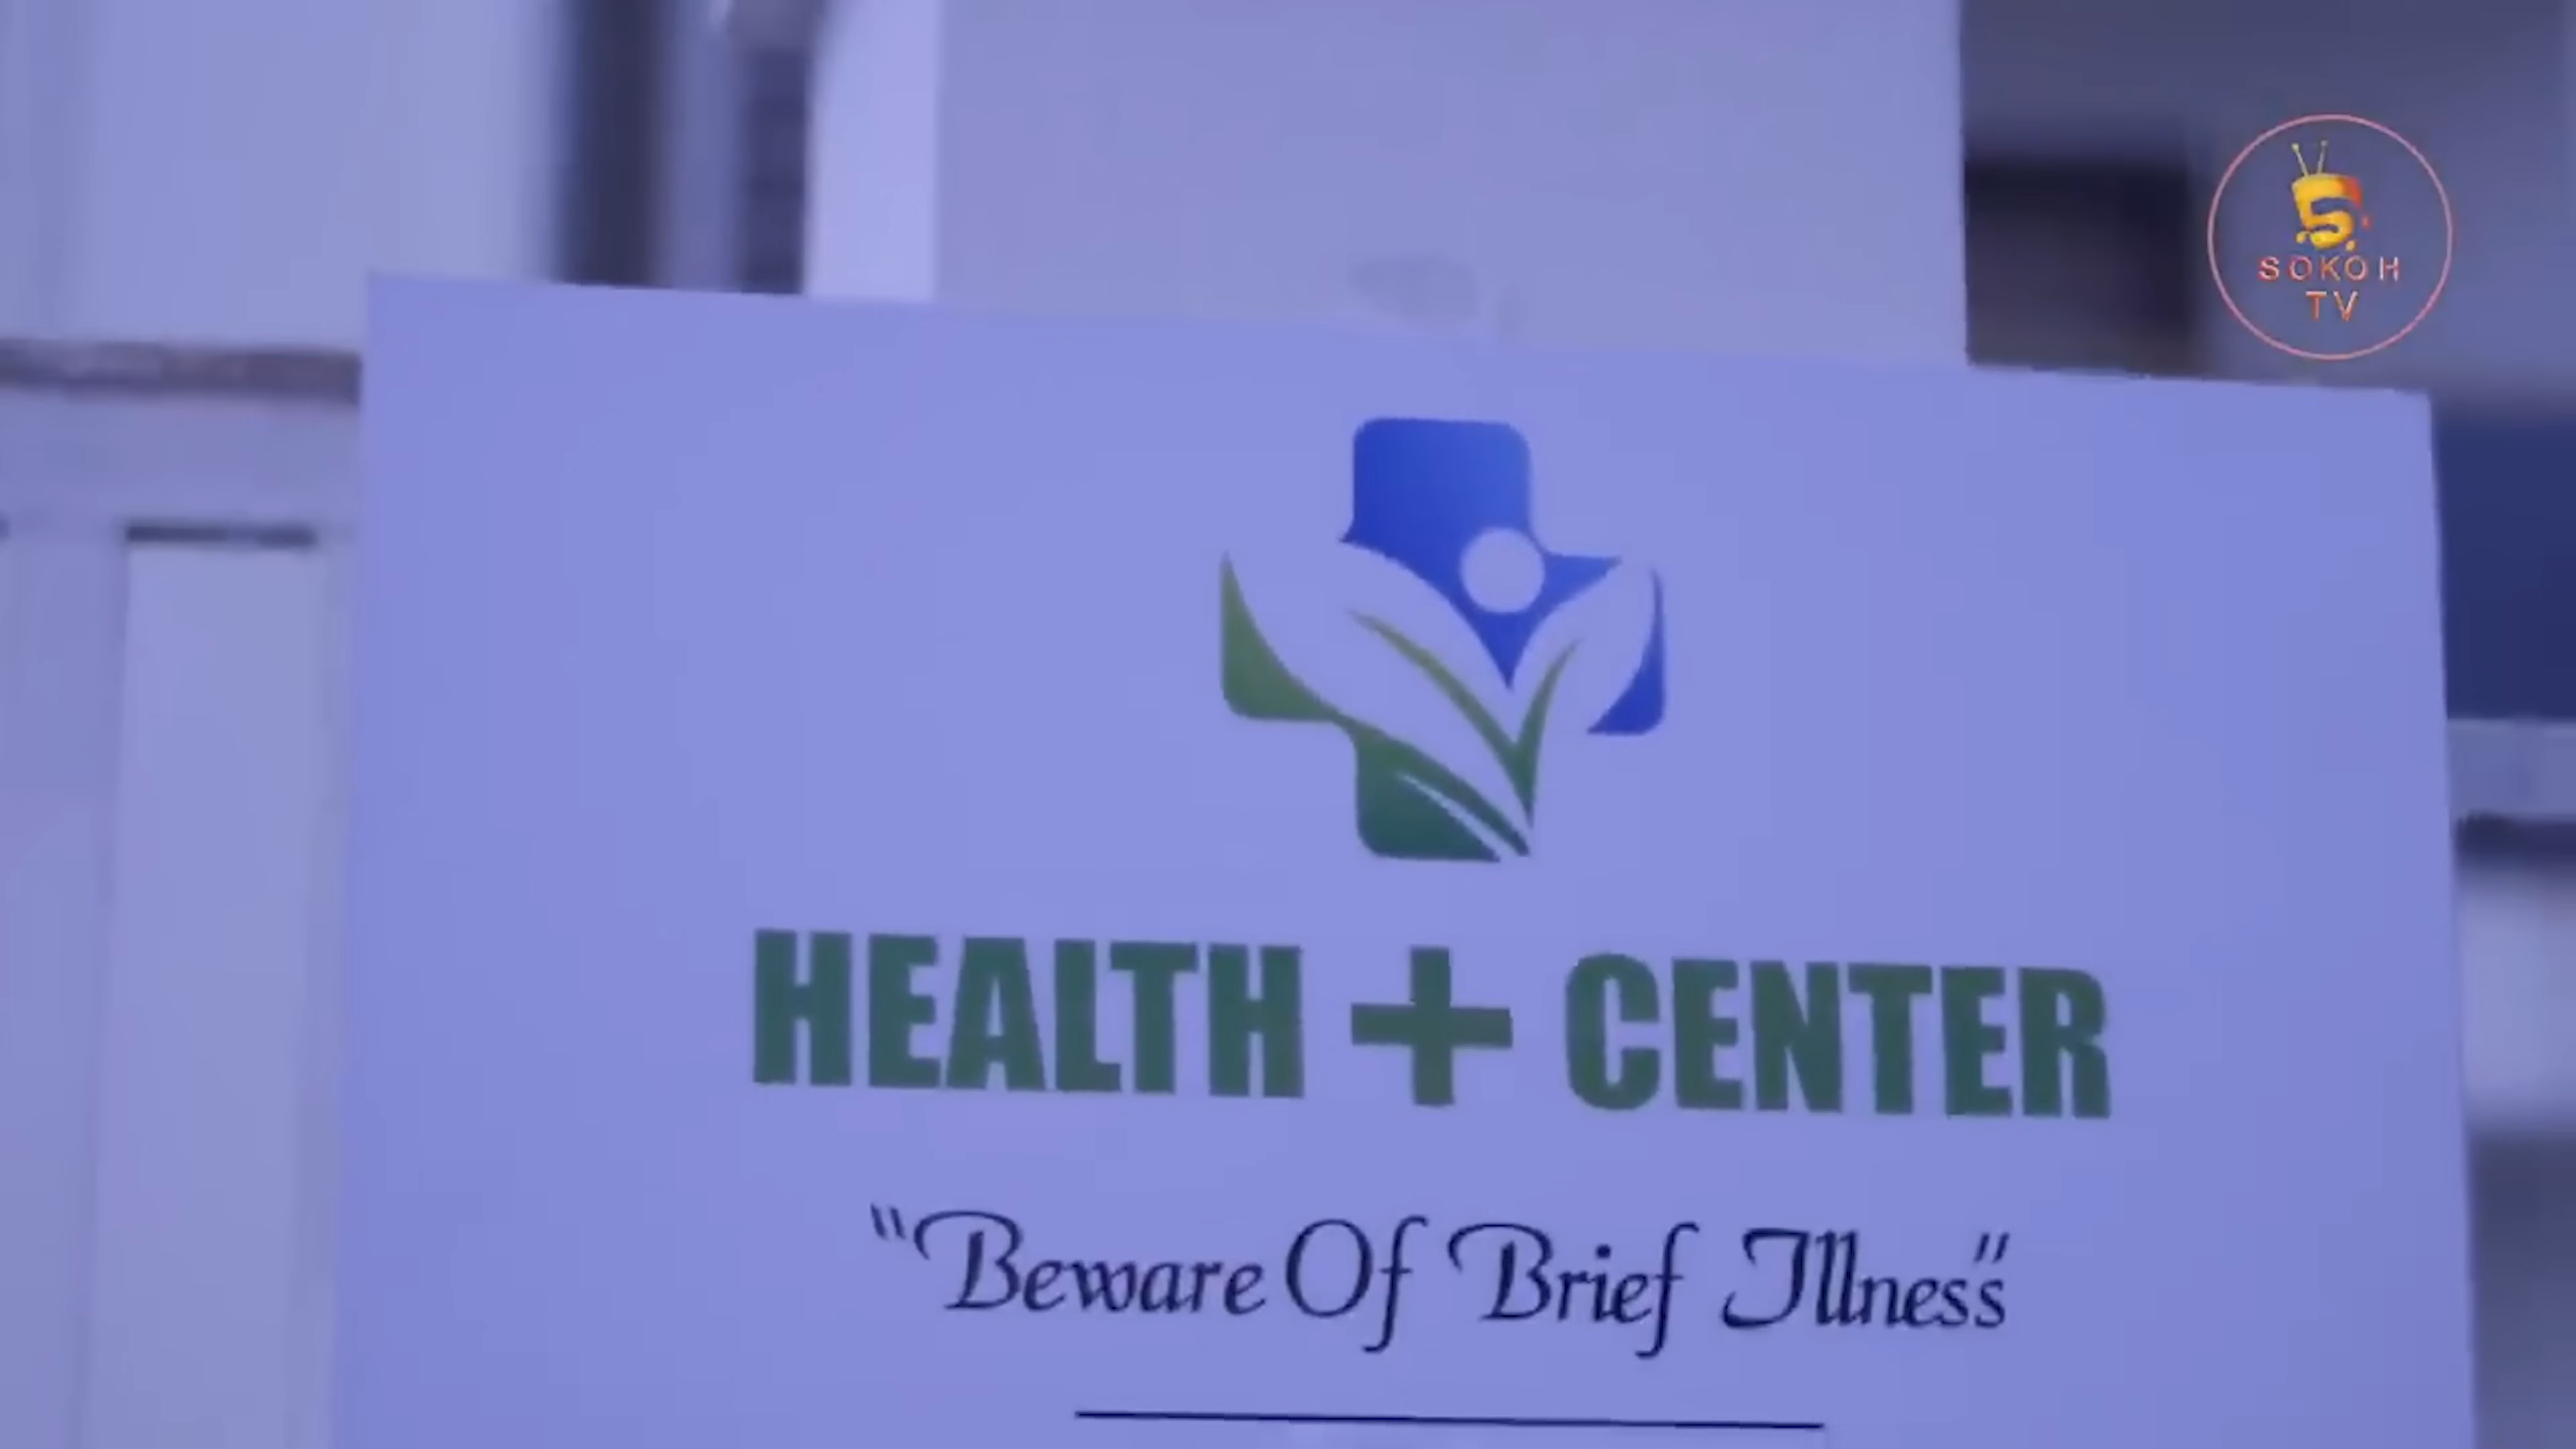 SOKOH
TV
HEALTH + CENTER
"Beware Of Brief Illness"